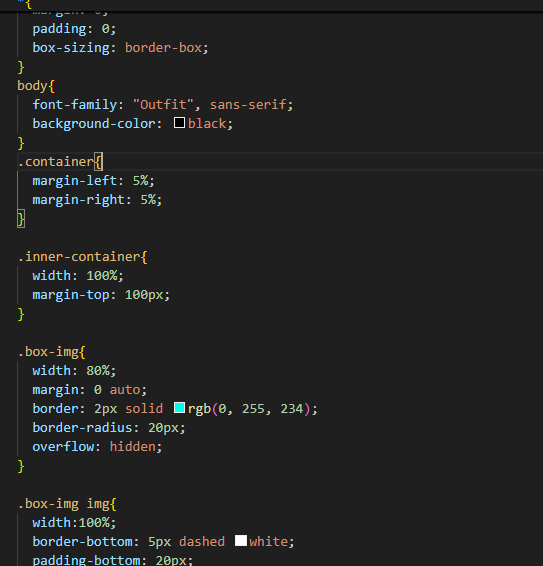 *{
margin: 0;
padding: 0;
box-sizing: border-box;
}
body{
font-family: "Outfit", sans-serif;
background-color: black;
}
.container{
margin-left: 5%;
margin-right: 5%;
}
.inner-container{
width: 100%;
margin-top: 100px;
}
.box-img{
width: 80%;
margin: 0 auto;
border: 2px solid rgb(0, 255, 234);
border-radius: 20px;
overflow: hidden;
}
.box-img img{
width:100%;
border-bottom: 5px dashed white;
padding-bottom: 20px;